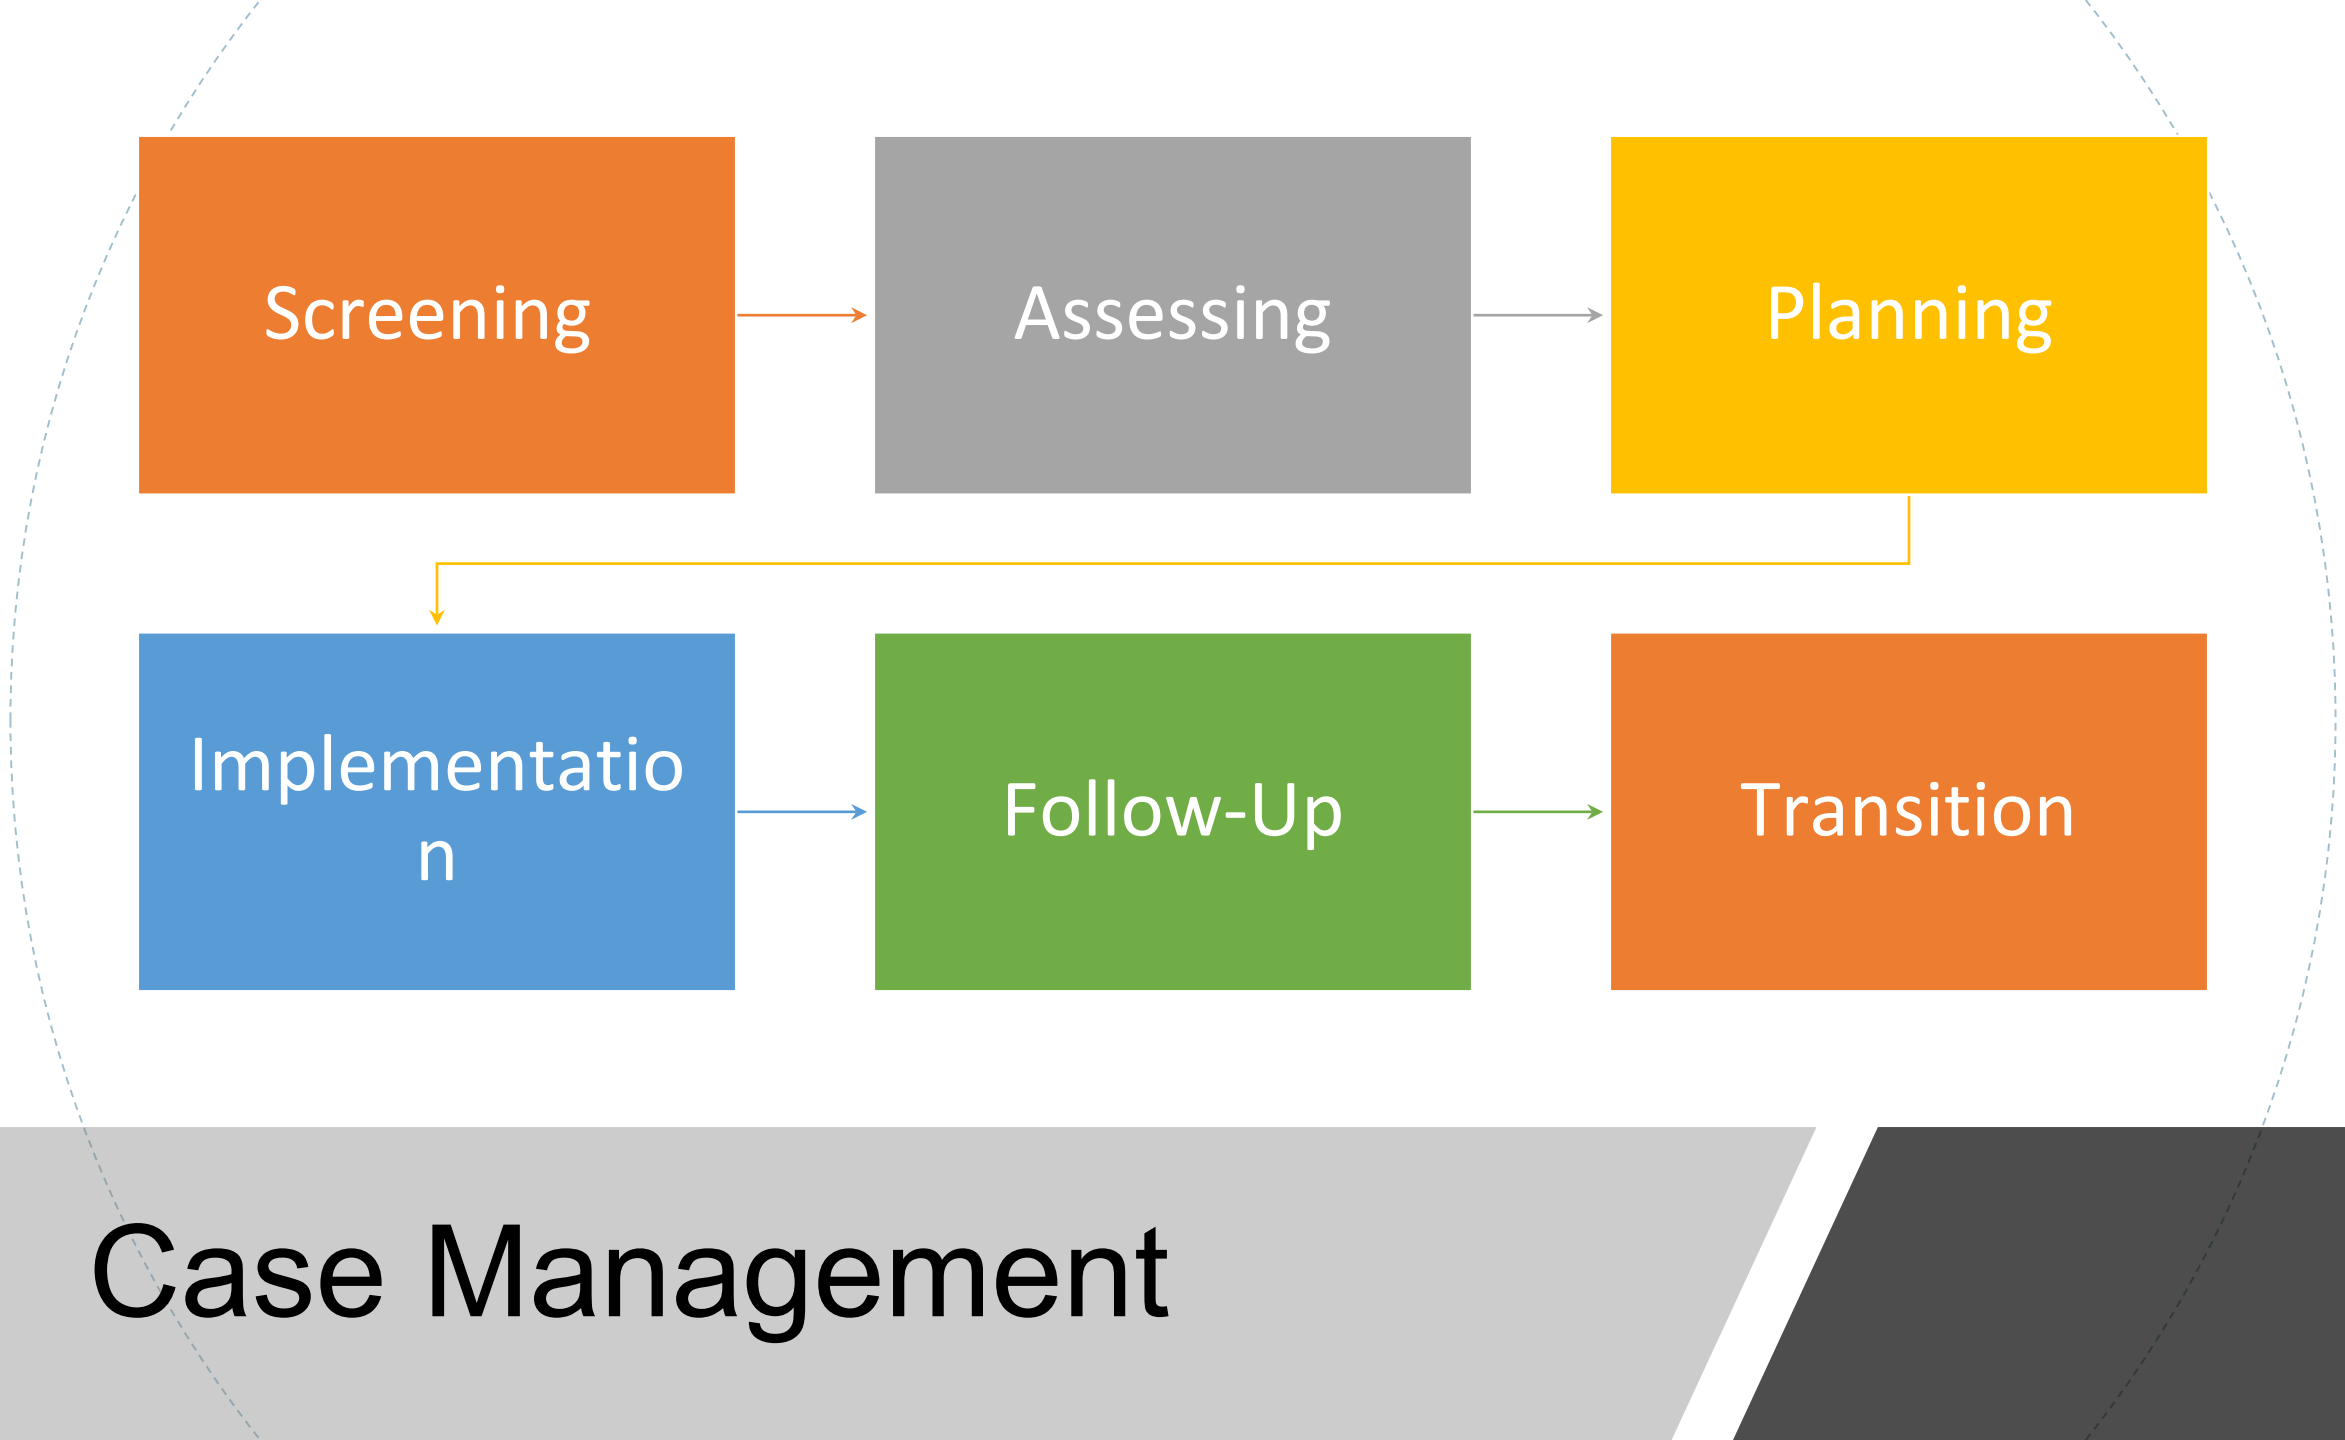 Screening
Assessing
Planning
Implementatio
n
Follow-Up
Transition
Case Management